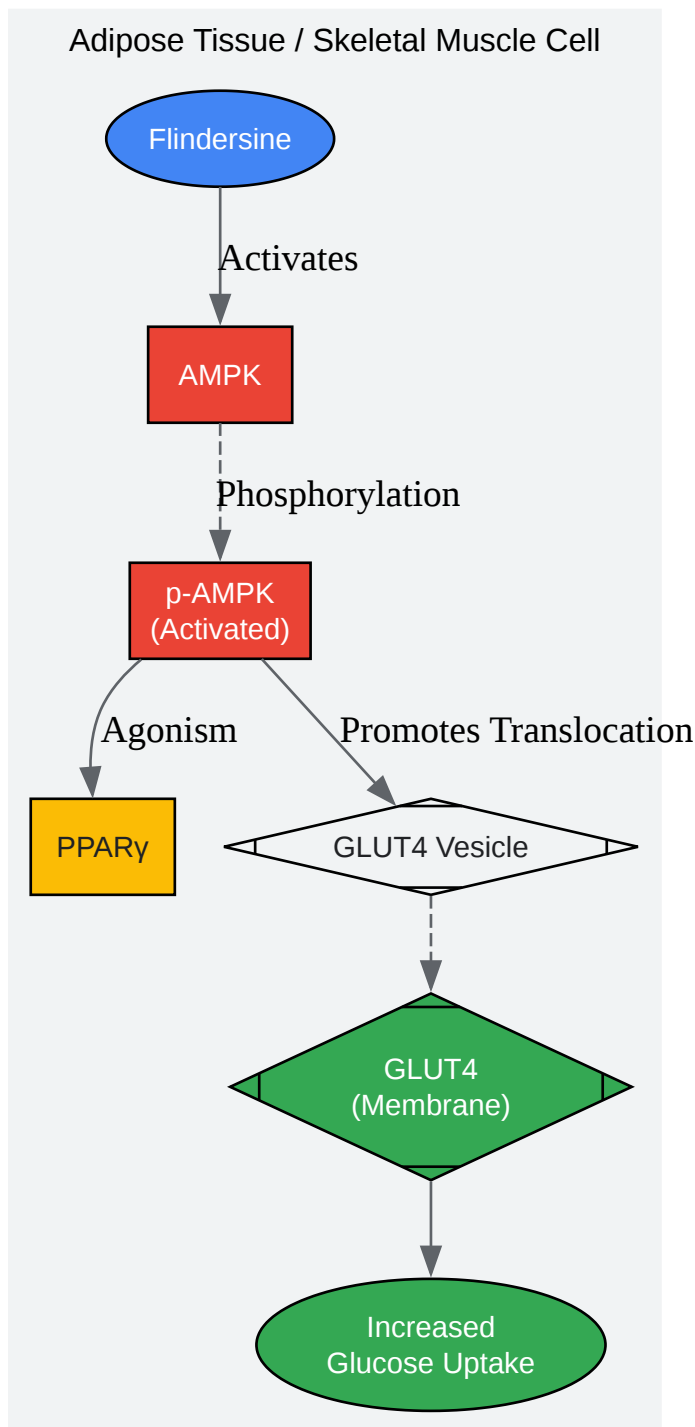 Adipose Tissue / Skeletal Muscle Cell
Flindersine
Activates
AMPK
Phosphorylation
p-AMPK
(Activated)
Agonism
Promotes Translocation
PPARγ
GLUT4 Vesicle
GLUT4
(Membrane)
Increased
Glucose Uptake